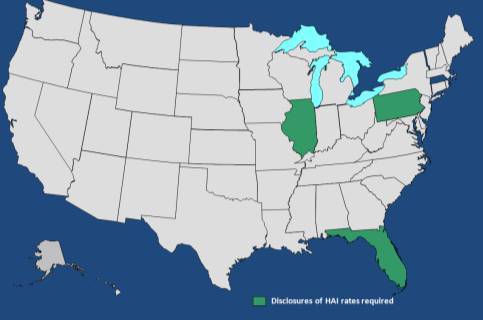 Disclosures of HAI rates required